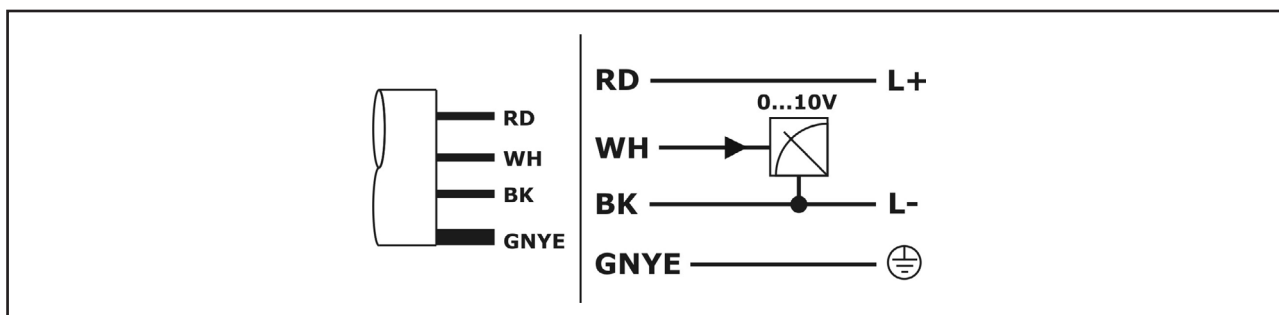 RD
WH
BK
GNYE
RD L+
0...10V
WH
BK L-
GNYE